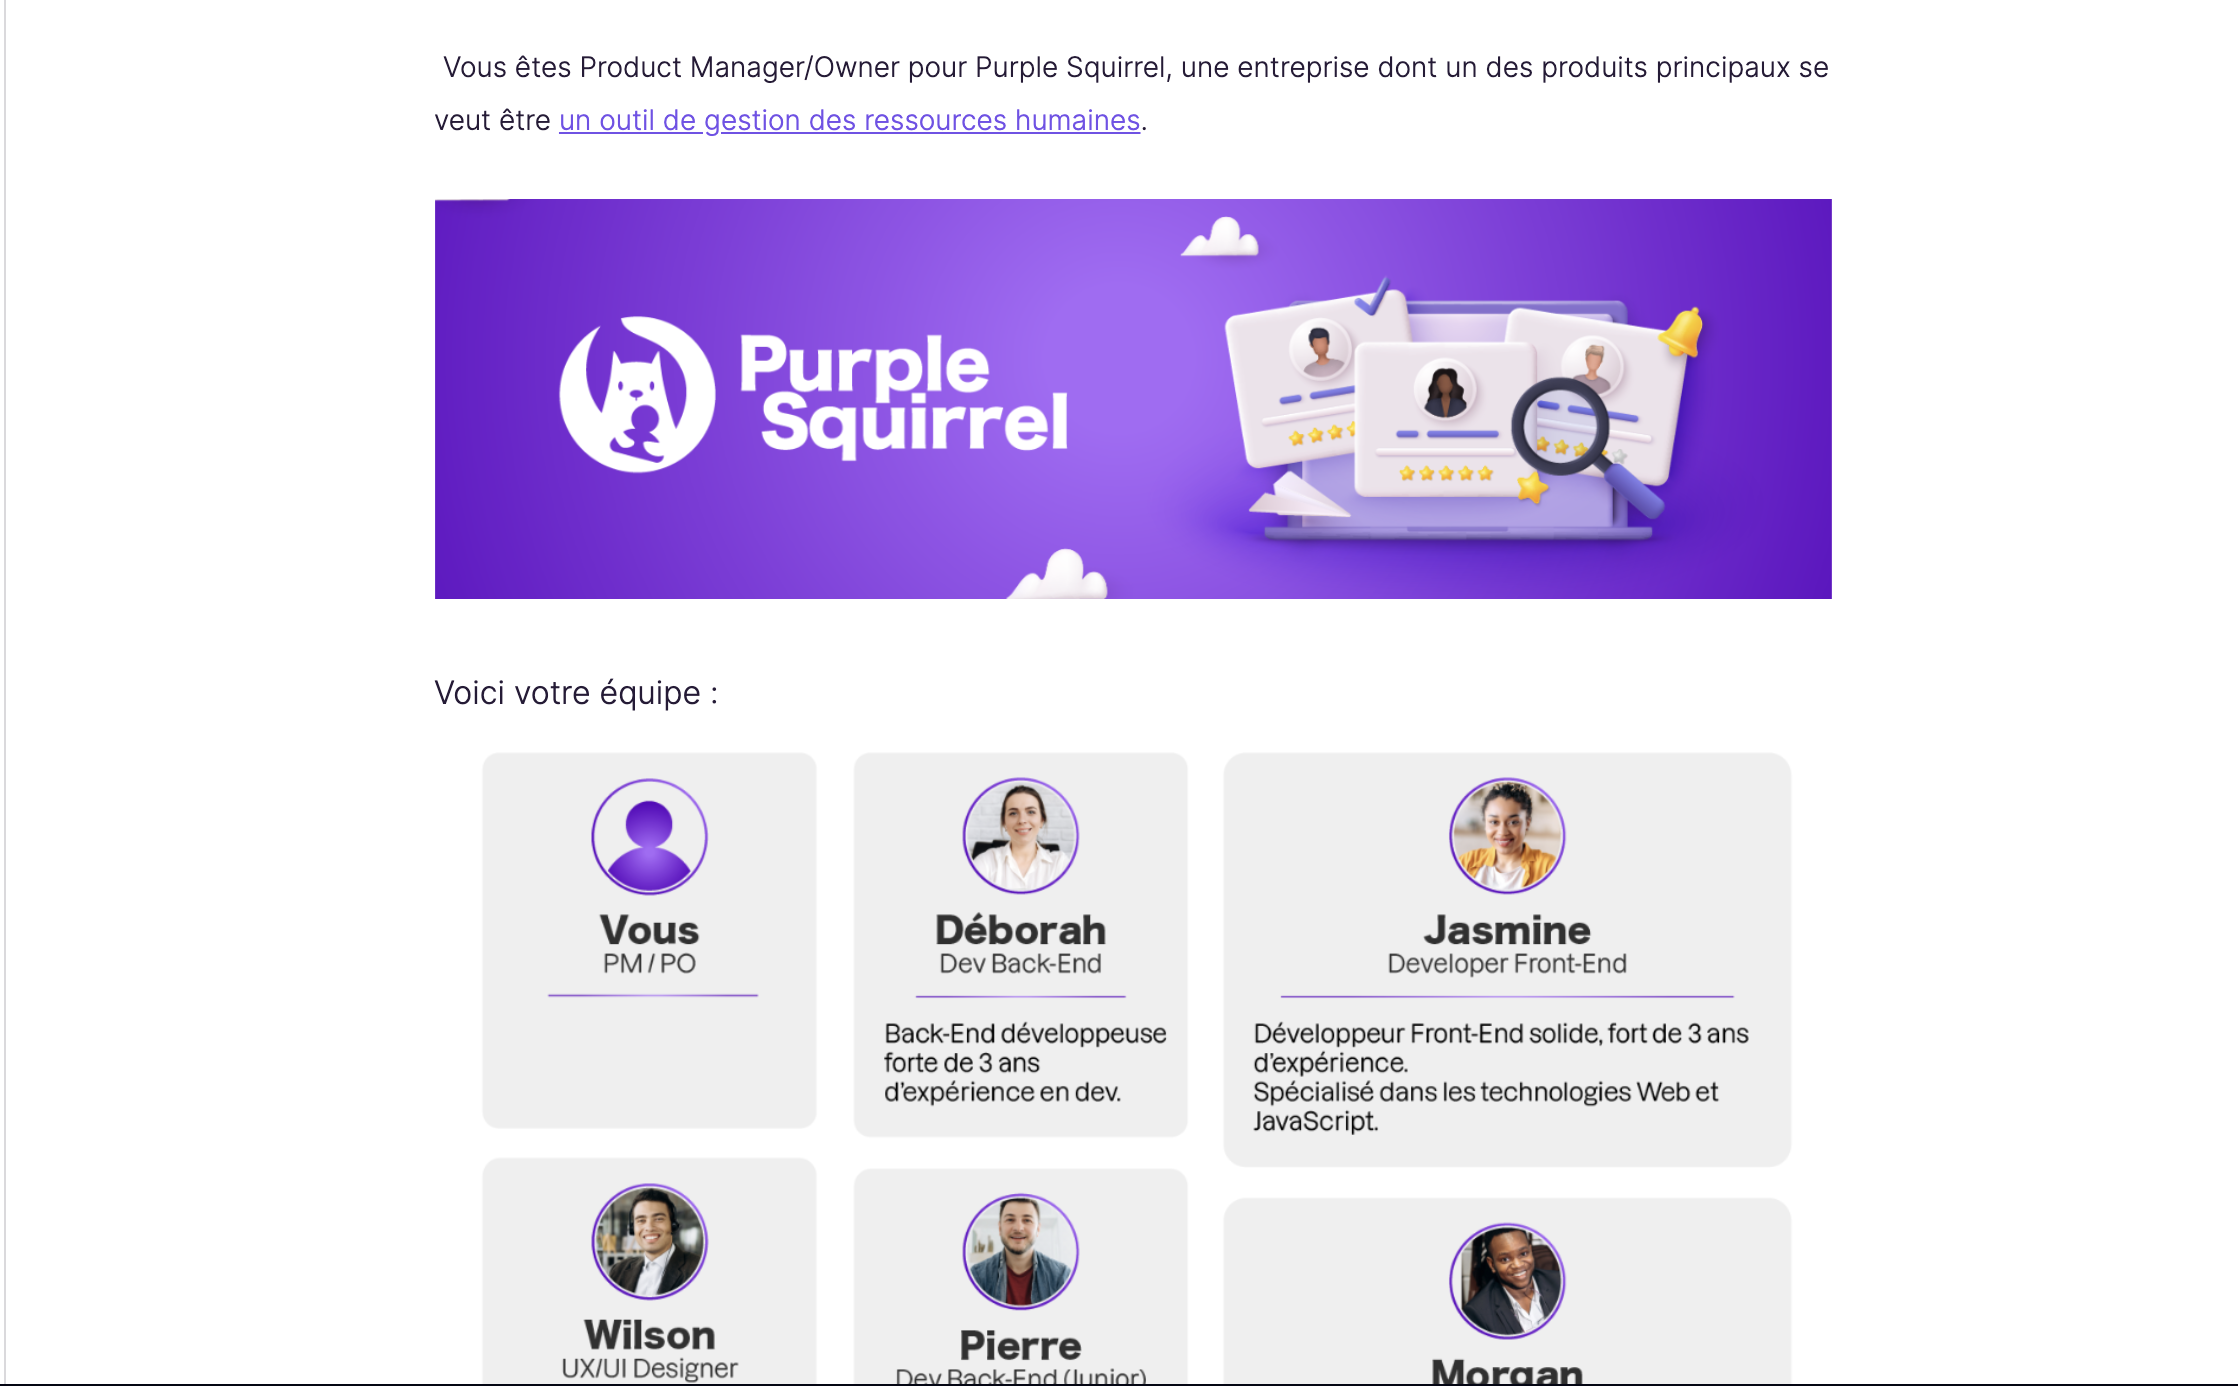 Vous êtes Product Manager/Owner pour Purple Squirrel, une entreprise dont un des produits principaux se
veut être un outil de gestion des ressources humaines.
Purple
Squirrel
Voici votre équipe :
Vous
PM / PO
Déborah
Dev Back-End
Back-End développeuse
forte de 3 ans
d'expérience en dev.
Jasmine
Developer Front-End
Développeur Front-End solide, fort de 3 ans
d'expérience.
Spécialisé dans les technologies Web et
JavaScript.
Wilson
UX/UI Designer
Pierre
Dev Back-End (Junior)
Morgan